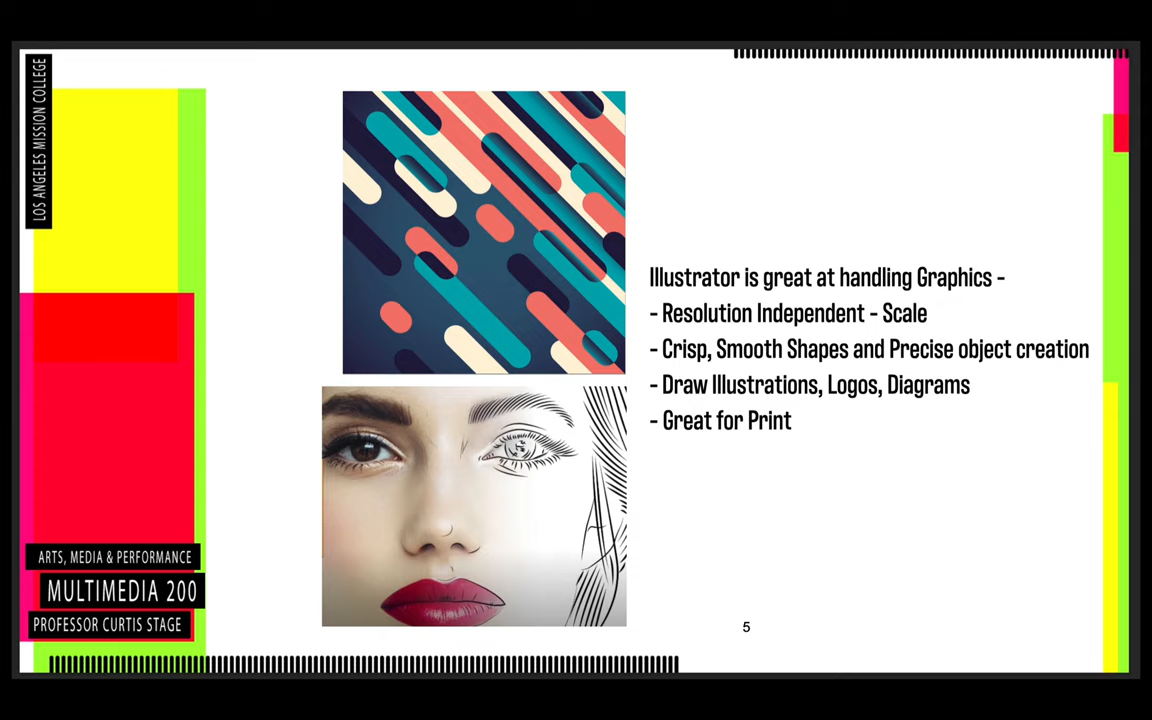 LOS ANGELES MISSION COLLEGE
Illustrator is great at handling Graphics -
- Resolution Independent - Scale
- Crisp, Smooth Shapes and Precise object creation
- Draw Illustrations, Logos, Diagrams
- Great for Print
ARTS, MEDIA & PERFORMANCE
MULTIMEDIA 200
PROFESSOR CURTIS STAGE
5